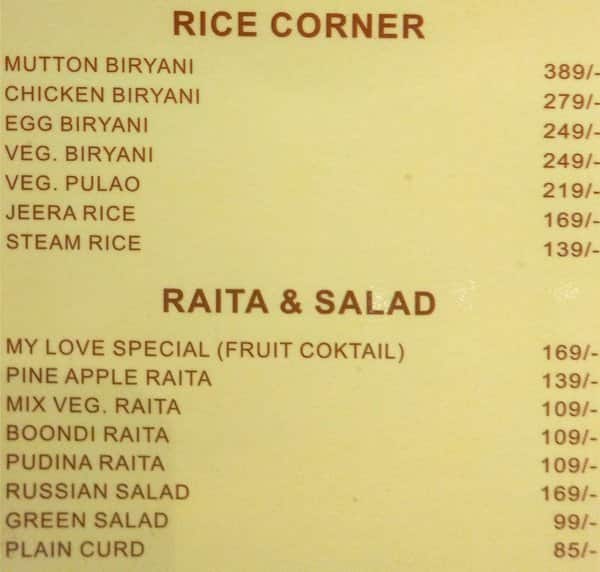 RICE CORNER
MUTTON BIRYANI 389/-
CHICKEN BIRYANI 279/-
EGG BIRYANI 249/-
VEG. BIRYANI 249/-
VEG. PULAO 219/-
JEERA RICE 169/-
STEAM RICE 139/-
RAITA & SALAD
MY LOVE SPECIAL (FRUIT COKTAIL) 169/-
PINE APPLE RAITA 139/-
MIX VEG. RAITA 109/-
BOONDI RAITA 109/-
PUDINA RAITA 109/-
RUSSIAN SALAD 169/-
GREEN SALAD 99/-
PLAIN CURD 85/-